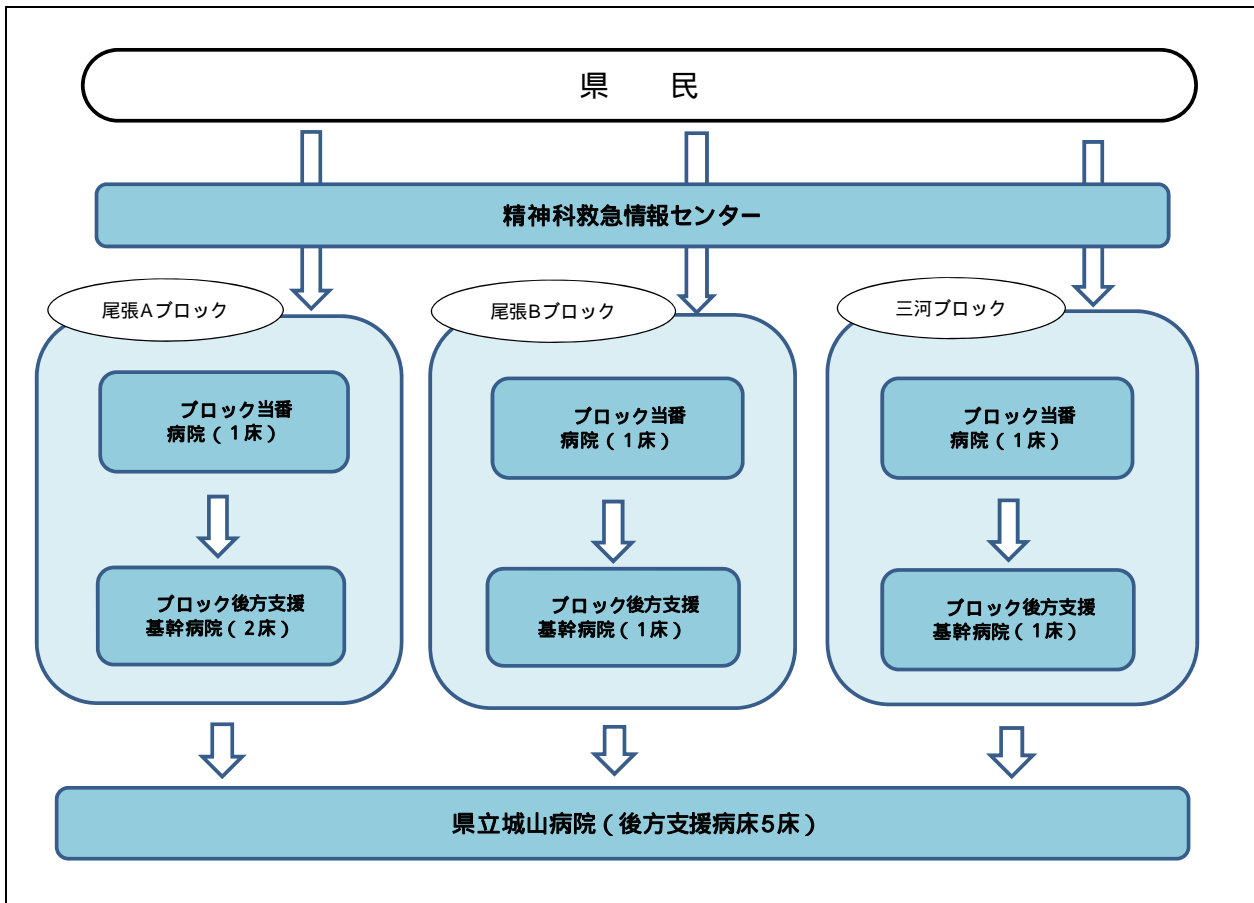 県　　民
精神科救急情報センター
尾張Aブロック
尾張Bブロック
三河ブロック
ブロック当番
病院（１床）
ブロック当番
病院（１床）
ブロック当番
病院（１床）
ブロック後方支援
基幹病院（２床）
ブロック後方支援
基幹病院（１床）
ブロック後方支援
基幹病院（１床）
県立城山病院（後方支援病床5床）